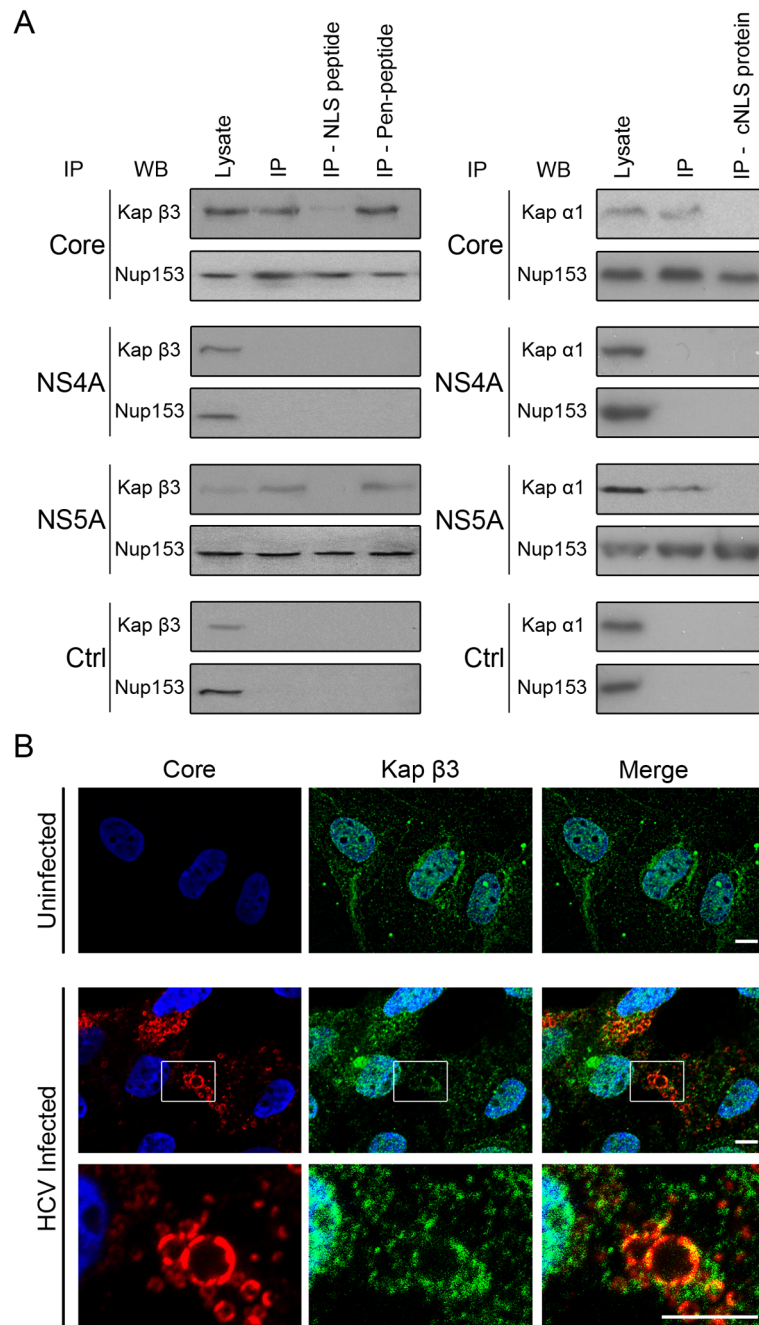 A
IP WB Lysate IP IP - NLS peptide IP - Pen-peptide
Core Kap β3
Nup153
NS4A Kap β3
Nup153
NS5A Kap β3
Nup153
Ctrl Kap β3
Nup153
IP WB Lysate IP IP - cNLS protein
Core Kap α1
Nup153
NS4A Kap α1
Nup153
NS5A Kap α1
Nup153
Ctrl Kap α1
Nup153
B
Core Kap β3 Merge
Uninfected
HCV Infected